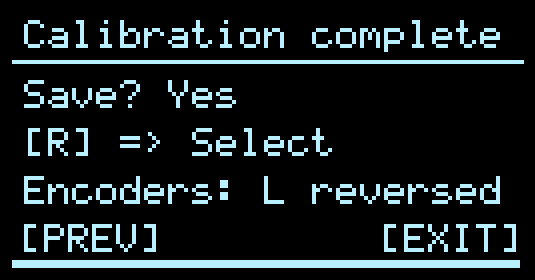 Calibration complete
Save? Yes
[R] => Select
Encoders: L reversed
[PREV] [EXIT]